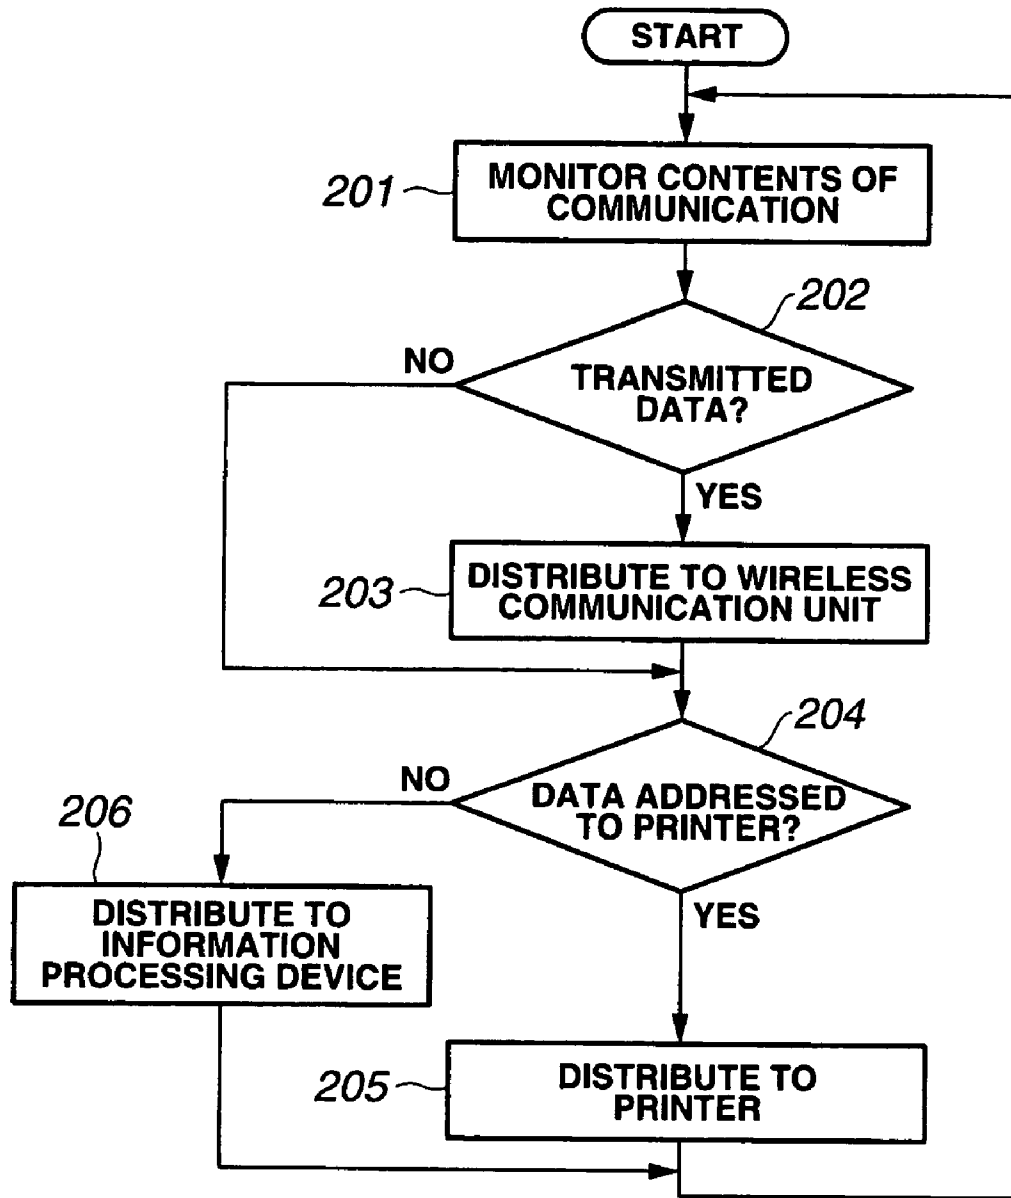 START
201
MONITOR CONTENTS OF
COMMUNICATION
202
NO
TRANSMITTED
DATA?
YES
203
DISTRIBUTE TO WIRELESS
COMMUNICATION UNIT
204
NO
DATA ADDRESSED
TO PRINTER?
206
YES
DISTRIBUTE TO
INFORMATION
PROCESSING DEVICE
205
DISTRIBUTE TO
PRINTER